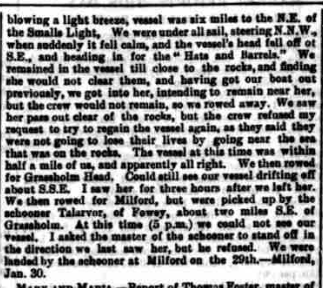 blowing a light breeze, vessel was six miles to the N.E. of
the Smalls Light, We were under all sail, steering N.N.W.,
when suddenly it fell calm, and the vessel's head fell off of
S.E., and heading in for the "Hats and Barrels." We
remained in the vessel till close to the rocks, and finding
she would not clear them, and having got our boat out
previously, we got into her, intending to remain near her,
but the crew would not remain, so we rowed away. We saw
her pass out clear of the rocks, but the crew refused my
request to try to regain the vessel again, as they said they
were not going to lose their lives by going near the sea
that was on the rocks. The vessel at this time was within
half a mile of us, and apparently all right. We then rowed
for Grassholm Head, Could still see our vessel drifting off
about S.S.E. I saw her for three hours after we left her.
We then rowed for Milford, but were picked up by the
schooner Talarvor, of Fowey, about two miles S.E. of
Grassholm. At this time (5 p.m.) we could not see our
vessel. I asked the master of the schooner to stand off in
the direction we last saw her, but he refused. We were
landed by the schooner at Milford on the 29th.—Milford,
Jan. 30.
MARY AND MARIA.—Report of Thomas Foster, master of